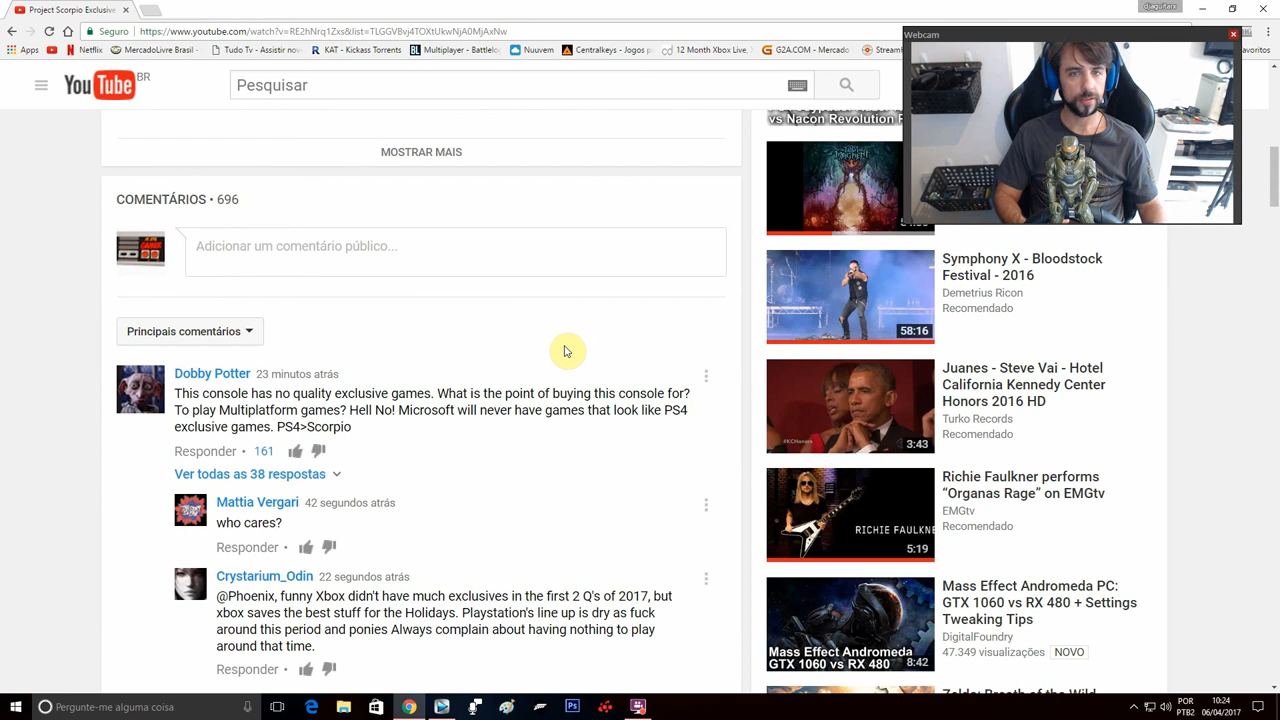 Project Scorpio Exclusive
djaguitarx
Seguro
https://www.youtube.com/watch?v=RE2hNrq1Zxs&list=TLGGVBvj4TOXtUkwNjA0MjAxNw
Apps
Netflix
MercadoLivre Brasil -
Tudo TV - Assistir nov
KAT - Kickass Torrents
Multiplayer - Bateblog
Nuuvem
Centralkeys - Jogos p
12 Month Xbox Live,
G2A.COM - Mercado
Webcam
YouTube BR
Pesquisar
vs Nacon Revolution
MOSTRAR MAIS
COMENTÁRIOS • 696
Adicionar um comentário público...
Principais comentários
Dobby Potter 23 minutos atrás
This console has no quality exclusive games. What is the point of buying this console for?
To play Multiplatform games? Hell No! Microsoft will never have games that look like PS4
exclusive games. PS4>Scorpio
Responder • 161
Ver todas as 38 respostas
Mattia Vergari 42 segundos atrás
who cares?
Responder •
Crystarium_Odin 22 segundos atrás
@Phoenix, funny Xbox didn't have much exclusives in the first 2 Q's of 2017, but
xbox saves the best stuff for the Holidays. Playstation's line up is dry as fuck
around this period and ponies Always complain about having nothing to play
around that time.
Responder •
Symphony X - Bloodstock
Festival - 2016
Demetrius Ricon
Recomendado
58:16
Juanes - Steve Vai - Hotel
California Kennedy Center
Honors 2016 HD
Turko Records
Recomendado
#KCHonors
3:43
Richie Faulkner performs
“Organas Rage” on EMGtv
EMGtv
Recomendado
RICHIE FAULKNE
5:19
Mass Effect Andromeda PC:
GTX 1060 vs RX 480 + Settings
Tweaking Tips
DigitalFoundry
47.349 visualizações NOVO
Mass Effect Andromeda
GTX 1060 vs RX 480
8:42
Zelda: Breath of the Wild
Pergunte-me alguma coisa
Ps
POR
PTB2
10:24
06/04/2017